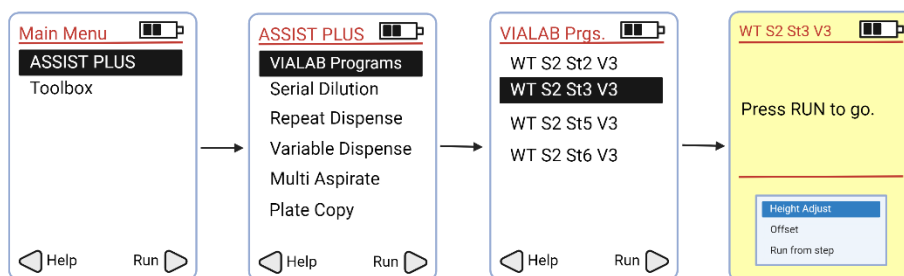 Main Menu
ASSIST PLUS
Toolbox
Help
Run
ASSIST PLUS
VIALAB Programs
Serial Dilution
Repeat Dispense
Variable Dispense
Multi Aspirate
Plate Copy
Help
Run
VIALAB Prgs.
WT S2 St2 V3
WT S2 St3 V3
WT S2 St5 V3
WT S2 St6 V3
Help
Run
WT S2 St3 V3
Press RUN to go.
Height Adjust
Offset
Run from step